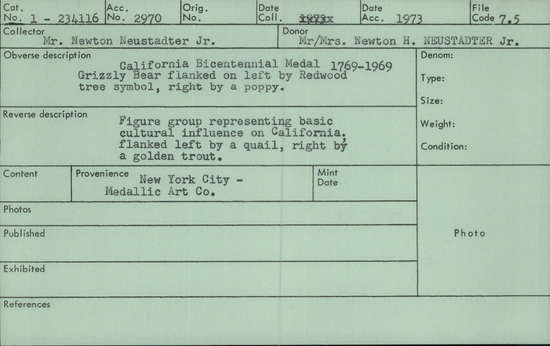 Cat. No. 1 - 234116 Acc. No. 2970 Orig. No. Date Coll. Date Acc. 1973 File Code 7.5
Collector Mr. Newton Neustadter Jr. Donor Mr/Mrs. Newton H. NEUSTADTER Jr.
Obverse description California Bicentennial Medal 1769-1969
Grizzly Bear flanked on left by Redwood
tree symbol, right by a poppy.
Denom:
Type:
Size:
Weight:
Condition:
Reverse description Figure group representing basic
cultural influence on California,
flanked left by a quail, right by
a golden trout.
Content Provenience New York City -
Medallic Art Co.
Mint Date
Photos
Published
Exhibited
Photo
References